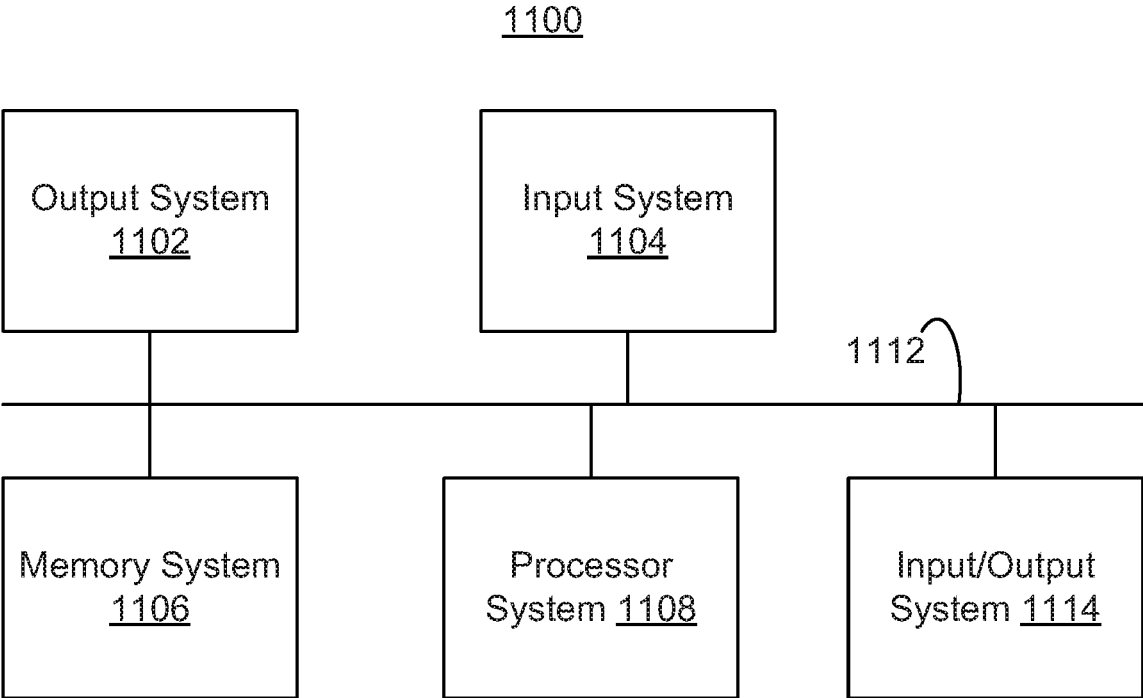 1100
Output System
1102
Input System
1104
1112
Memory System
1106
Processor
System 1108
Input/Output
System 1114